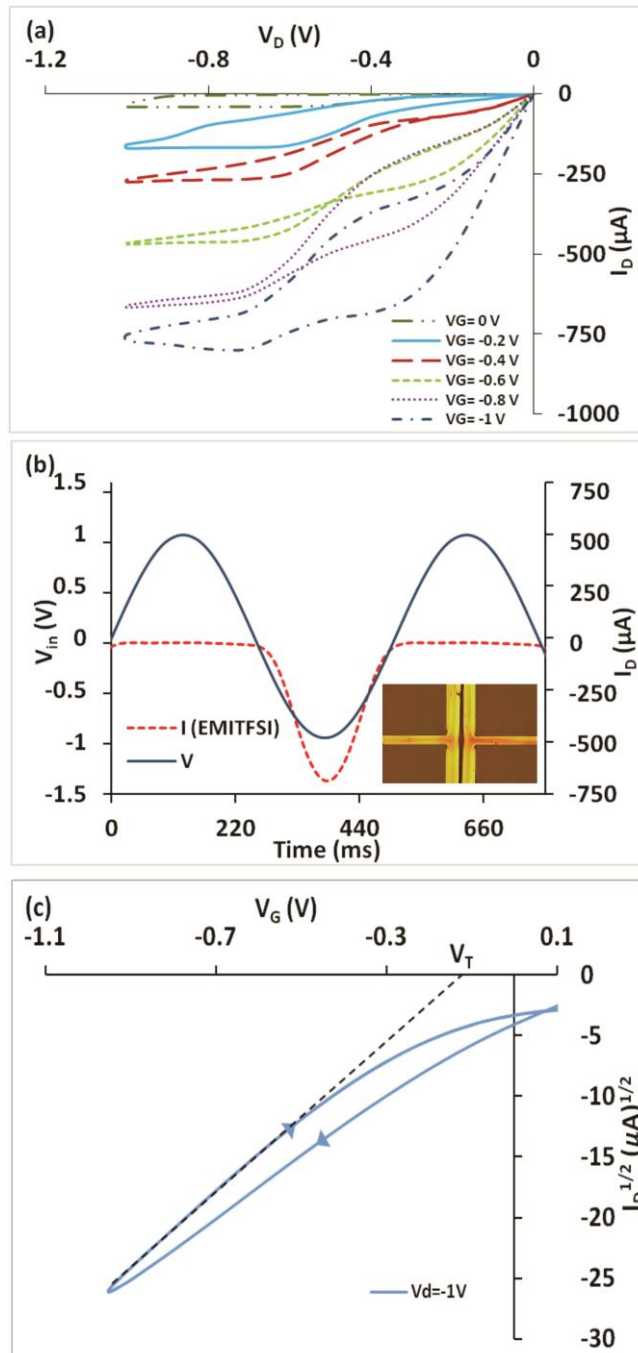 (a)
V_D (V)
-1.2 -0.8 -0.4 0
0
-250
-500
-750
-1000
I_D (µA)
VG= 0 V
VG= -0.2 V
VG= -0.4 V
VG= -0.6 V
VG= -0.8 V
VG= -1 V
(b)
1.5
1
0.5
0
-0.5
-1
-1.5
V_in (V)
750
500
250
0
-250
-500
-750
I_D (µA)
I (EMITFSI)
V
0 220 440 660
Time (ms)
(c)
V_G (V)
-1.1 -0.7 -0.3 0.1
V_T
0
-5
-10
-15
-20
-25
-30
I_D^1/2 (µA)^1/2
Vd=-1V